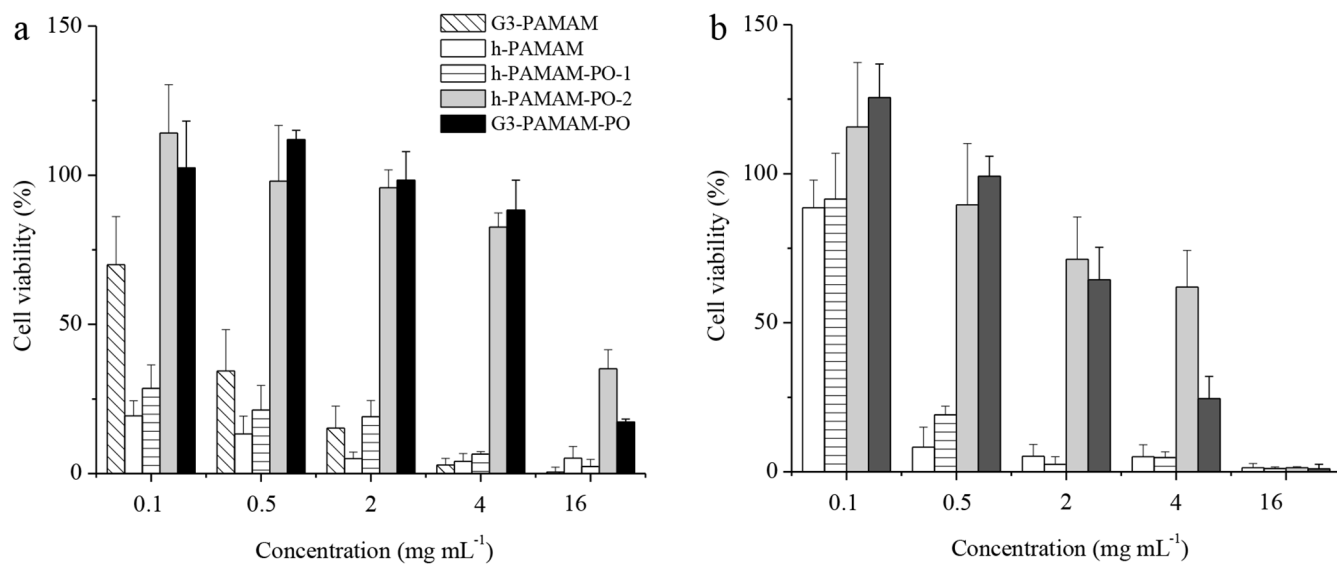 a
150
100
50
0
Cell viability (%)
G3-PAMAM
h-PAMAM
h-PAMAM-PO-1
h-PAMAM-PO-2
G3-PAMAM-PO
0.1 0.5 2 4 16
Concentration (mg mL⁻¹)
b
150
100
50
0
Cell viability (%)
0.1 0.5 2 4 16
Concentration (mg mL⁻¹)